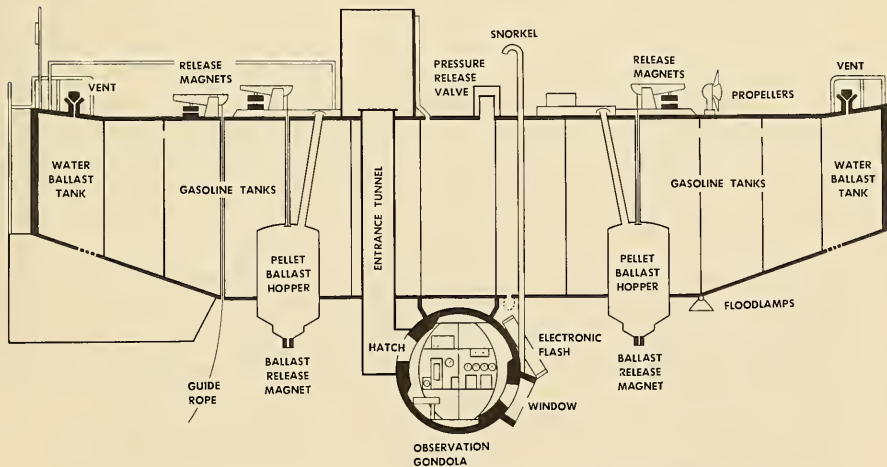 SNORKEL
RELEASE
MAGNETS
VENT
PRESSURE
RELEASE
VALVE
RELEASE
MAGNETS
PROPELLERS
VENT
WATER
BALLAST
TANK
GASOLINE TANKS
ENTRANCE TUNNEL
GASOLINE TANKS
WATER
BALLAST
TANK
PELLET
BALLAST
HOPPER
PELLET
BALLAST
HOPPER
FLOODLAMPS
HATCH
ELECTRONIC
FLASH
BALLAST
RELEASE
MAGNET
BALLAST
RELEASE
MAGNET
GUIDE
ROPE
WINDOW
OBSERVATION
GONDOLA